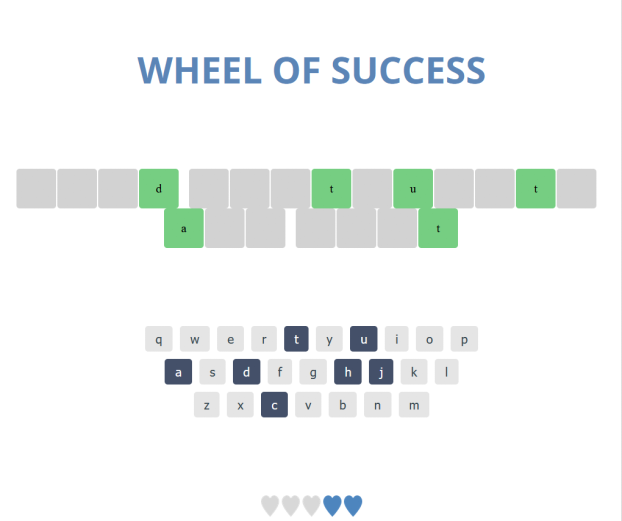 WHEEL OF SUCCESS
d t u t
a t
q w e r t y u i o p
a s d f g h j k l
z x c v b n m